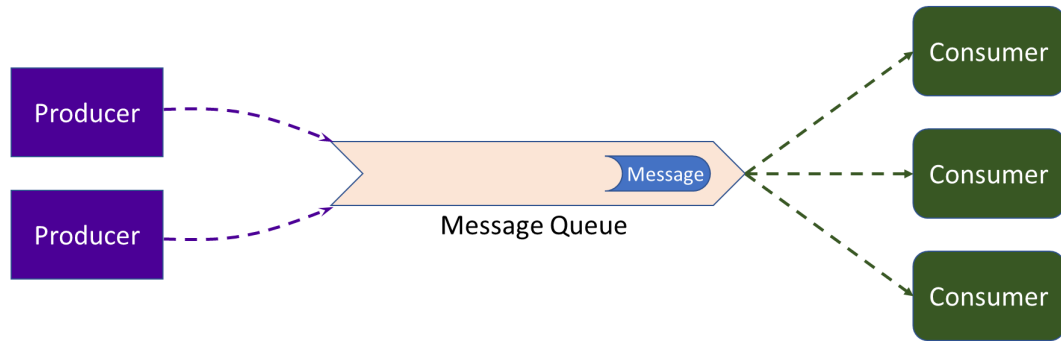 Producer
Producer
Message
Message Queue
Consumer
Consumer
Consumer